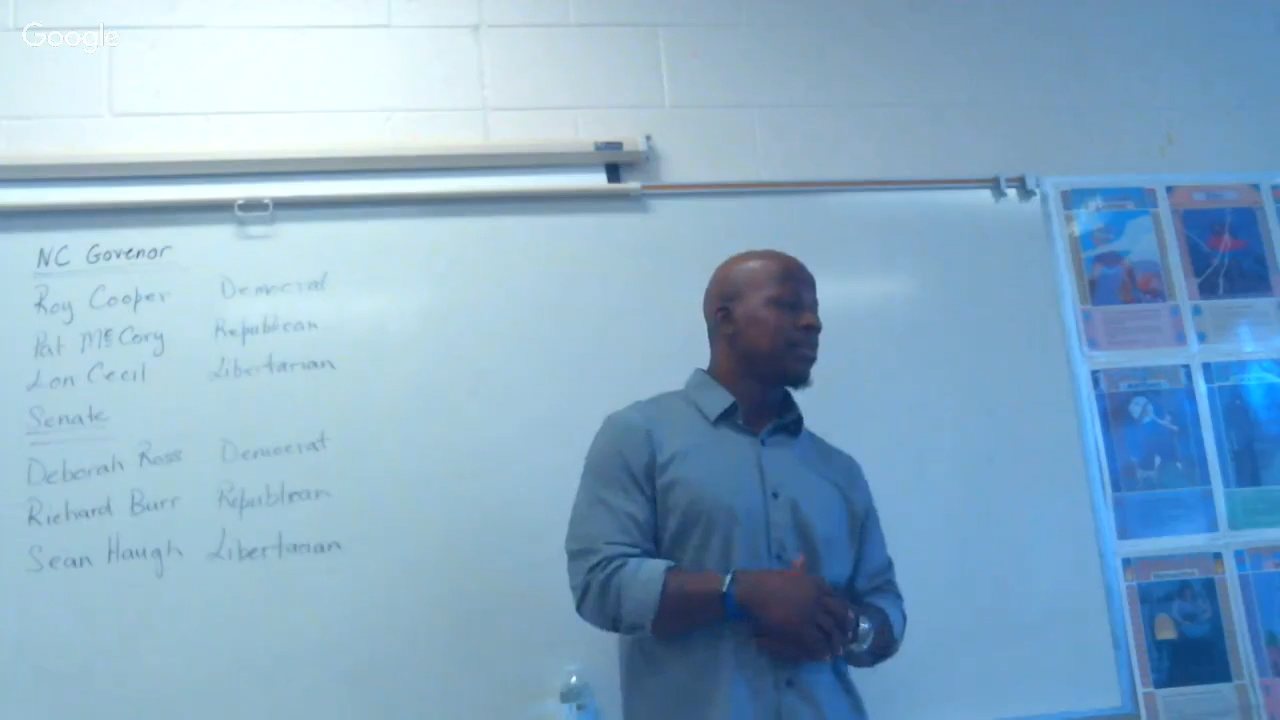 Google
NC Govenor
Roy Cooper Democrat
Pat McCory Republican
Lon Cecil Libertarian
Senate
Deborah Ross Democrat
Richard Burr Republican
Sean Haugh Libertarian